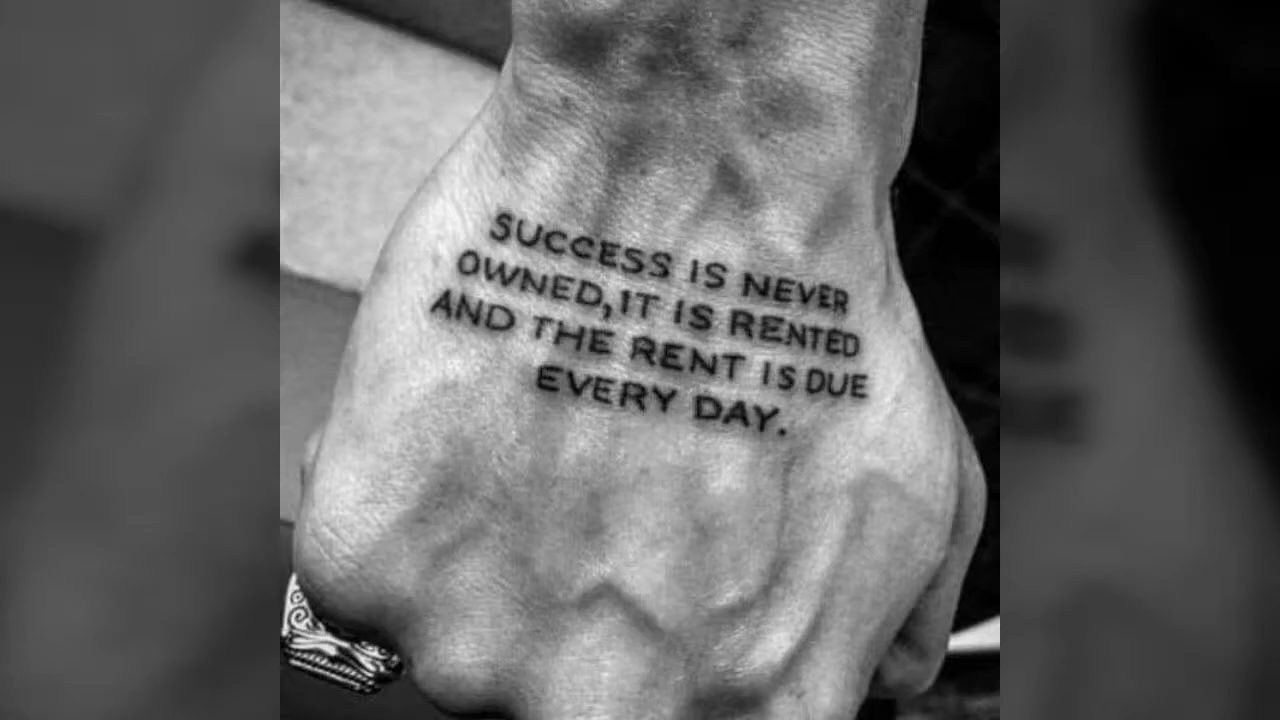 SUCCESS IS NEVER
OWNED, IT IS RENTED
AND THE RENT IS DUE
EVERY DAY.